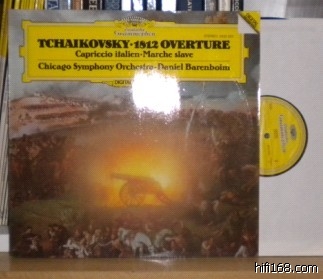 TCHAIKOVSKY·1812 OVERTURE
Capriccio italien·Marche slave
Chicago Symphony Orchestra·Daniel Barenboim
hifi168.com